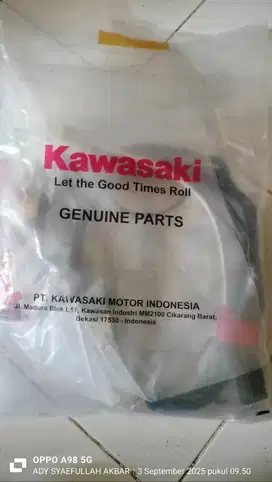 Kawasaki
Let the Good Times Roll
GENUINE PARTS
PT. KAWASAKI MOTOR INDONESIA
Jl. Madura Blok L11, Kawasan Industri MM2100 Cikarang Barat,
Bekasi 17530 - Indonesia
OPPO A98 5G
ADY SYAEFULLAH AKBAR : 3 September 2025 pukul 09.50